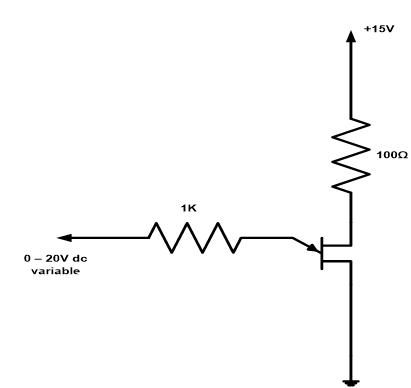 +15V
100Ω
1K
0 – 20V dc
variable